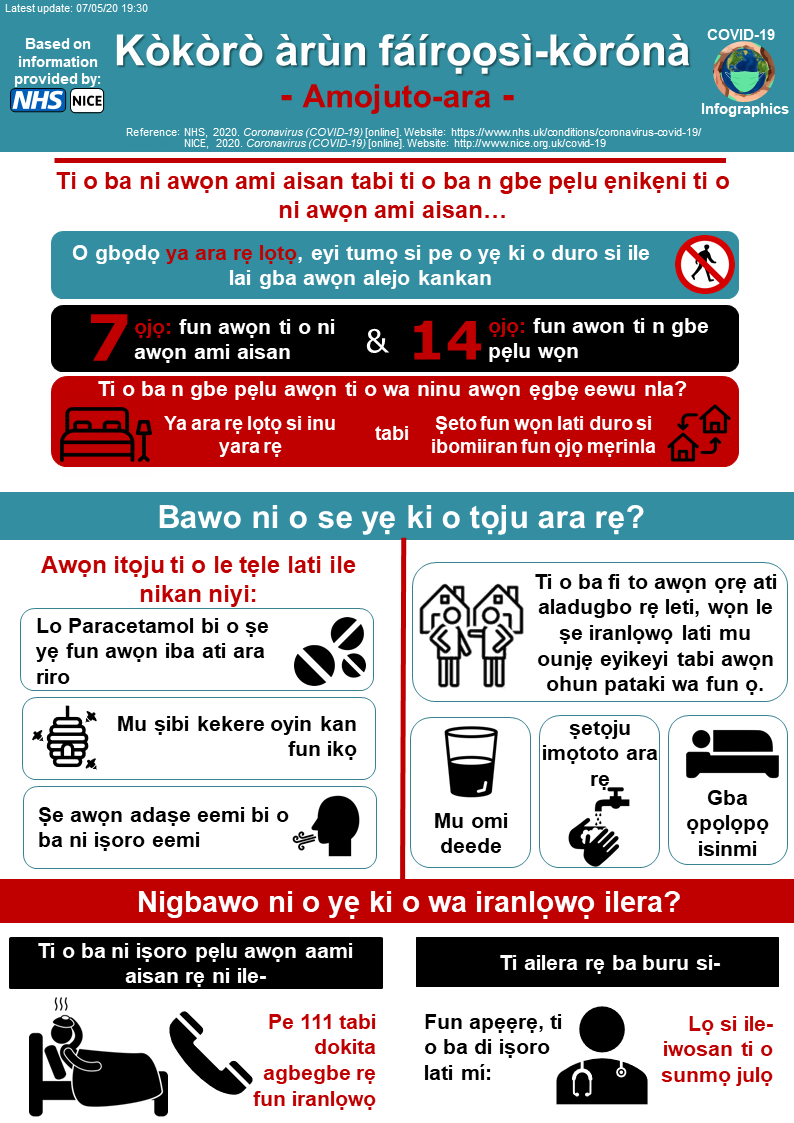 Latest update: 07/05/20 19:30
Based on
information
provided by:
NHS NICE
Kòkòrò àrùn fáírọọsì-kòrónà
- Amojuto-ara -
COVID-19
Infographics
Reference: NHS, 2020. Coronavirus (COVID-19) [online]. Website: https://www.nhs.uk/conditions/coronavirus-covid-19/
NICE, 2020. Coronavirus (COVID-19) [online]. Website: http://www.nice.org.uk/covid-19
Ti o ba ni awọn ami aisan tabi ti o ba n gbe pẹlu ẹnikẹni ti o
ni awọn ami aisan…
O gbọdọ ya ara rẹ lọtọ, eyi tumọ si pe o yẹ ki o duro si ile
lai gba awọn alejo kankan
7 ọjọ: fun awọn ti o ni
awọn ami aisan
&
14 ọjọ: fun awon ti n gbe
pẹlu wọn
Ti o ba n gbe pẹlu awọn ti o wa ninu awọn ẹgbẹ eewu nla?
Ya ara rẹ lọtọ si inu
yara rẹ
tabi
Ṣeto fun wọn lati duro si
ibomiiran fun ọjọ mẹrinla
Bawo ni o se yẹ ki o tọju ara rẹ?
Awọn itọju ti o le tẹle lati ile
nikan niyi:
Lo Paracetamol bi o ṣe
yẹ fun awọn iba ati ara
riro
Mu ṣibi kekere oyin kan
fun ikọ
Ṣe awọn adaṣe eemi bi o
ba ni iṣoro eemi
Ti o ba fi to awọn ọrẹ ati
aladugbo rẹ leti, wọn le
ṣe iranlọwọ lati mu
ounjẹ eyikeyi tabi awọn
ohun pataki wa fun ọ.
Mu omi
deede
ṣetọju
imọtoto ara
rẹ
Gba
ọpọlọpọ
isinmi
Nigbawo ni o yẹ ki o wa iranlọwọ ilera?
Ti o ba ni iṣoro pẹlu awọn aami
aisan rẹ ni ile-
Pe 111 tabi
dokita
agbegbe rẹ
fun iranlọwọ
Ti ailera rẹ ba buru si-
Fun apẹẹrẹ, ti
o ba di iṣoro
lati mí:
Lọ si ile-
iwosan ti o
sunmọ julọ